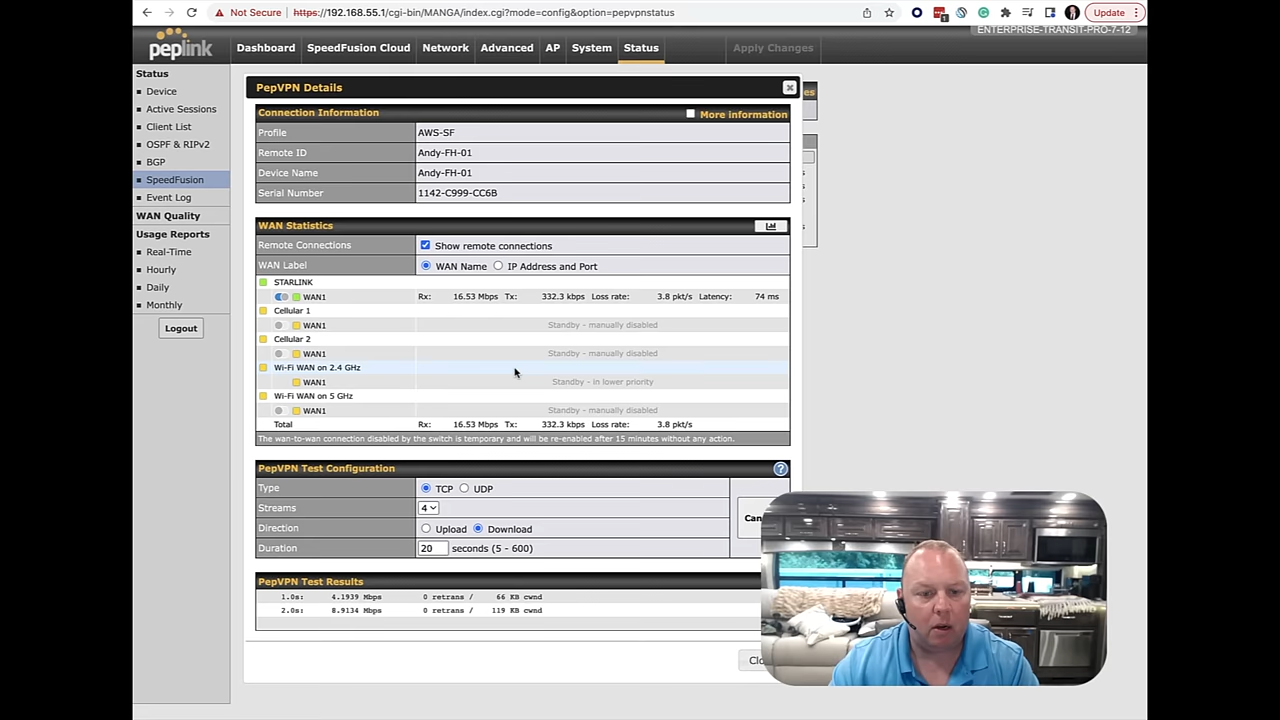 Not Secure https://192.168.55.1/cgi-bin/MANGA/index.cgi?mode=config&option=pepvpnstatus
1
Update
ENTERPRISE-TRANSIT-PRO-7-12
peplink
Dashboard SpeedFusion Cloud Network Advanced AP System Status Apply Changes
Status
Device
Active Sessions
Client List
OSPF & RIPv2
BGP
SpeedFusion
Event Log
WAN Quality
Usage Reports
Real-Time
Hourly
Daily
Monthly
Logout
PepVPN Details
Connection Information More information
Profile AWS-SF
Remote ID Andy-FH-01
Device Name Andy-FH-01
Serial Number 1142-C999-CC6B
WAN Statistics
Remote Connections Show remote connections
WAN Label WAN Name IP Address and Port
STARLINK
WAN1 Rx: 16.53 Mbps Tx: 332.3 kbps Loss rate: 3.8 pkt/s Latency: 74 ms
Cellular 1
WAN1 Standby - manually disabled
Cellular 2
WAN1 Standby - manually disabled
Wi-Fi WAN on 2.4 GHz
WAN1 Standby - in lower priority
Wi-Fi WAN on 5 GHz
WAN1 Standby - manually disabled
Total Rx: 16.53 Mbps Tx: 332.3 kbps Loss rate: 3.8 pkt/s
The wan-to-wan connection disabled by the switch is temporary and will be re-enabled after 15 minutes without any action.
PepVPN Test Configuration ?
Type TCP UDP
Streams 4
Direction Upload Download
Duration 20 seconds (5 - 600)
Can
PepVPN Test Results
1.0s: 4.1939 Mbps 0 retrans / 66 KB cwnd
2.0s: 8.9134 Mbps 0 retrans / 119 KB cwnd
Clo